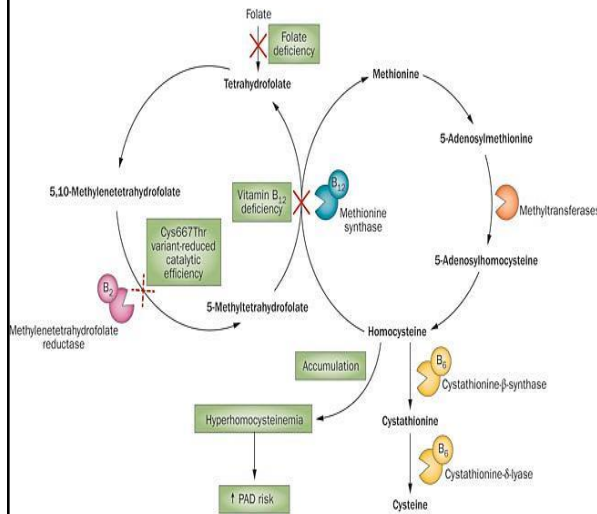 Folate
Folate
deficiency
Tetrahydrofolate
Methionine
5-Adenosylmethionine
5,10-Methylenetetrahydrofolate
Vitamin B12
deficiency
B12
Methionine
synthase
Methyltransferases
Cys667Thr
variant-reduced
catalytic
efficiency
5-Adenosylhomocysteine
B2
Methylenetetrahydrofolate
reductase
5-Methyltetrahydrofolate
Homocysteine
Accumulation
B6
Cystathionine-β-synthase
Hyperhomocysteinemia
Cystathionine
B6
Cystathionine-δ-lyase
↑ PAD risk
Cysteine